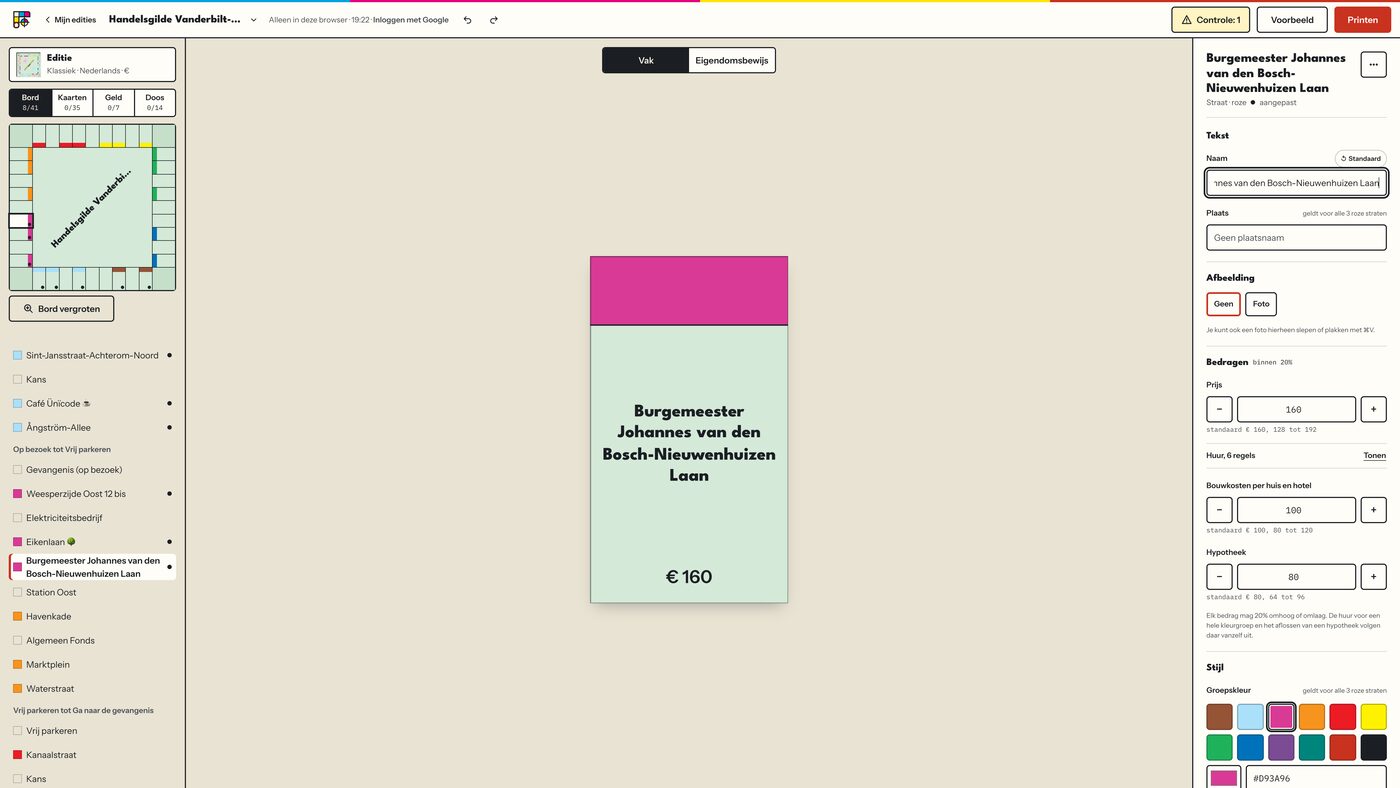 Mijn edities
Handelsgilde Vanderbilt-...
Alleen in deze browser · 19:22 · Inloggen met Google
Controle: 1
Voorbeeld
Printen
Editie
Klassiek · Nederlands · €
Bord
8/41
Kaarten
0/35
Geld
0/7
Doos
0/14
Handelsgilde Vanderbi...
Bord vergroten
Sint-Jansstraat-Achterom-Noord
Kans
Café Ünïcode ☕
Ångström-Allee
Op bezoek tot Vrij parkeren
Gevangenis (op bezoek)
Weesperzijde Oost 12 bis
Elektriciteitsbedrijf
Eikenlaan 🌳
Burgemeester Johannes van den
Bosch-Nieuwenhuizen Laan
Station Oost
Havenkade
Algemeen Fonds
Marktplein
Waterstraat
Vrij parkeren tot Ga naar de gevangenis
Vrij parkeren
Kanaalstraat
Kans
Vak
Eigendomsbewijs
Burgemeester
Johannes van den
Bosch-Nieuwenhuizen
Laan
€ 160
Burgemeester Johannes
van den Bosch-
Nieuwenhuizen Laan
Straat · roze ● aangepast
Tekst
Naam
Standaard
nnes van den Bosch-Nieuwenhuizen Laan
Plaats
geldt voor alle 3 roze straten
Geen plaatsnaam
Afbeelding
Geen
Foto
Je kunt ook een foto hierheen slepen of plakken met ⌘V.
Bedragen binnen 20%
Prijs
− 160 +
standaard € 160, 128 tot 192
Huur, 6 regels
Tonen
Bouwkosten per huis en hotel
− 100 +
standaard € 100, 80 tot 120
Hypotheek
− 80 +
standaard € 80, 64 tot 96
Elk bedrag mag 20% omhoog of omlaag. De huur voor een
hele kleurgroep en het aflossen van een hypotheek volgen
daar vanzelf uit.
Stijl
Groepskleur
geldt voor alle 3 roze straten
#D93A96